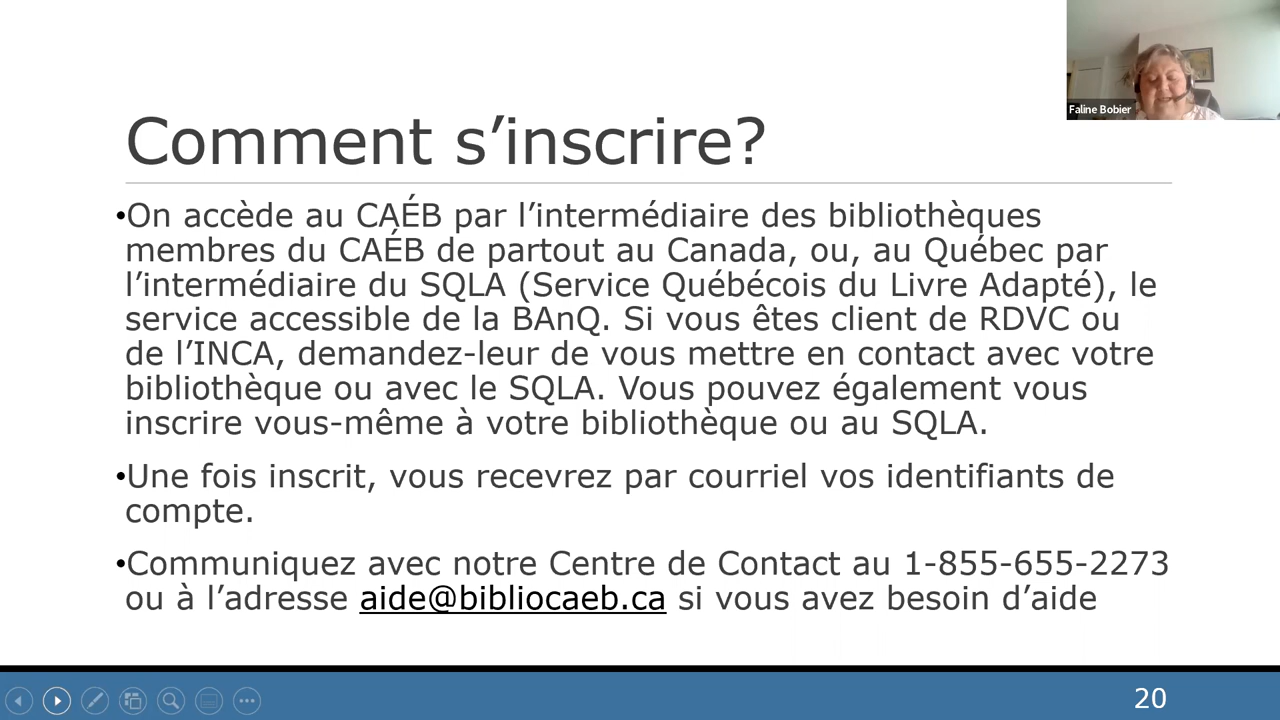 Faline Bobier
Comment s’inscrire?
•On accède au CAÉB par l’intermédiaire des bibliothèques
membres du CAÉB de partout au Canada, ou, au Québec par
l’intermédiaire du SQLA (Service Québécois du Livre Adapté), le
service accessible de la BAnQ. Si vous êtes client de RDVC ou
de l’INCA, demandez-leur de vous mettre en contact avec votre
bibliothèque ou avec le SQLA. Vous pouvez également vous
inscrire vous-même à votre bibliothèque ou au SQLA.
•Une fois inscrit, vous recevrez par courriel vos identifiants de
compte.
•Communiquez avec notre Centre de Contact au 1-855-655-2273
ou à l’adresse aide@bibliocaeb.ca si vous avez besoin d’aide
20